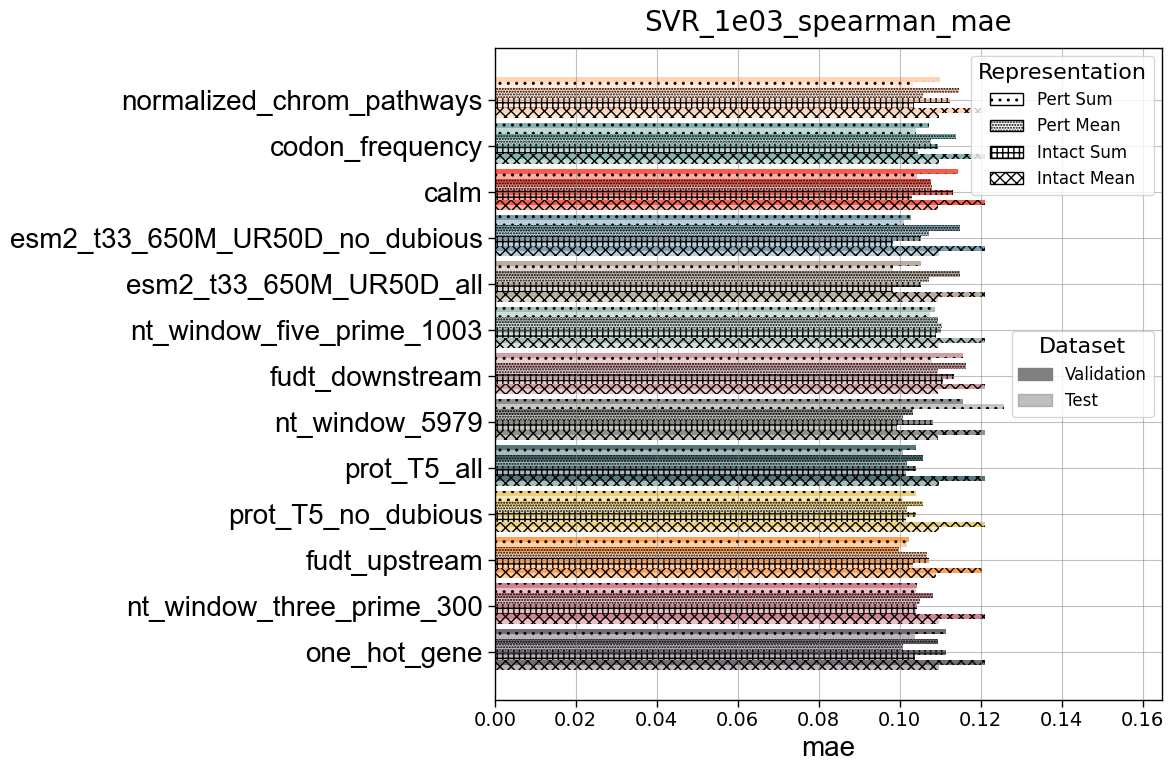 SVR_1e03_spearman_mae
normalized_chrom_pathways
codon_frequency
calm
esm2_t33_650M_UR50D_no_dubious
esm2_t33_650M_UR50D_all
nt_window_five_prime_1003
fudt_downstream
nt_window_5979
prot_T5_all
prot_T5_no_dubious
fudt_upstream
nt_window_three_prime_300
one_hot_gene
Representation
Pert Sum
Pert Mean
Intact Sum
Intact Mean
Dataset
Validation
Test
0.00 0.02 0.04 0.06 0.08 0.10 0.12 0.14 0.16
mae